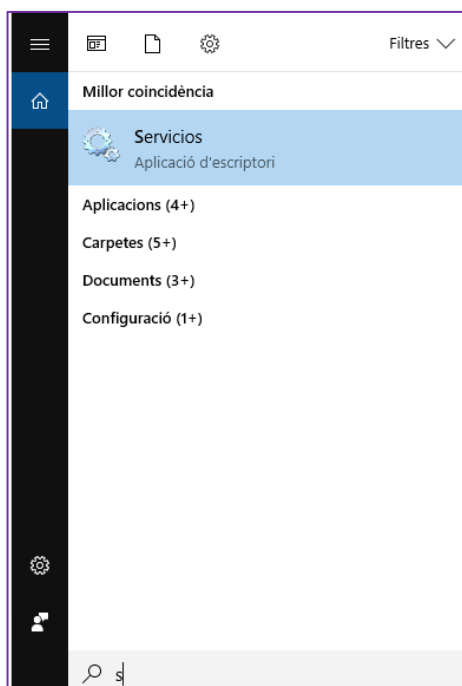 Filtres
Millor coincidència
Servicios
Aplicació d'escriptori
Aplicacions (4+)
Carpetes (5+)
Documents (3+)
Configuració (1+)
s